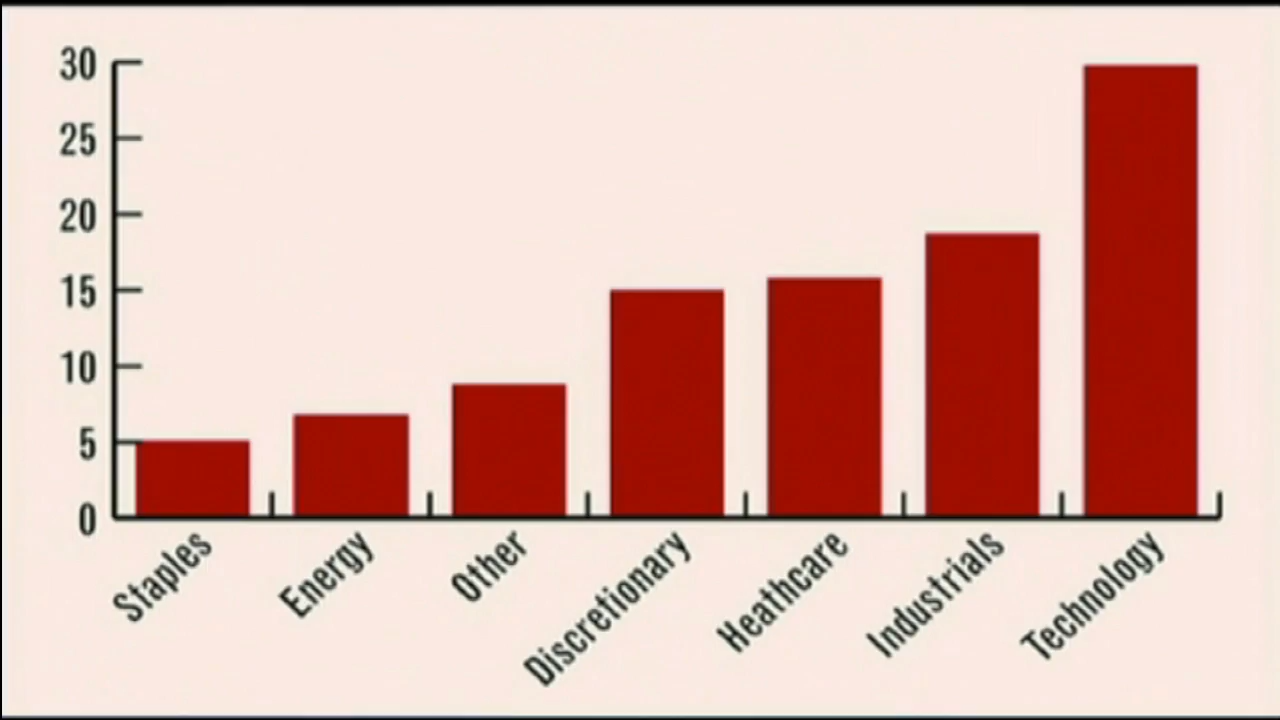 30
25
20
15
10
5
0
Staples
Energy
Other
Discretionary
Heathcare
Industrials
Technology